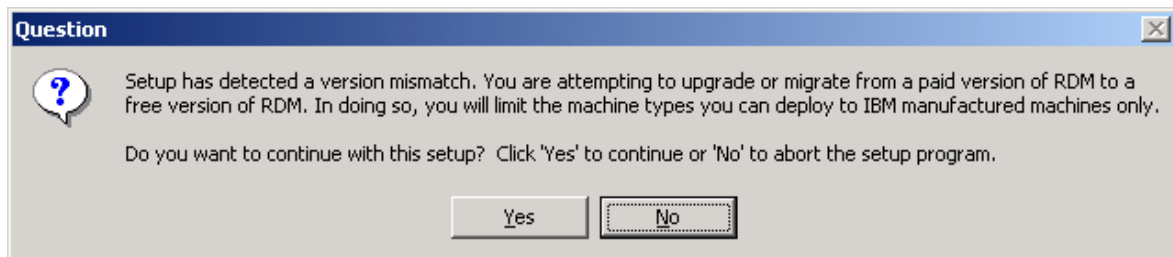 Question
Setup has detected a version mismatch. You are attempting to upgrade or migrate from a paid version of RDM to a
free version of RDM. In doing so, you will limit the machine types you can deploy to IBM manufactured machines only.
Do you want to continue with this setup?  Click 'Yes' to continue or 'No' to abort the setup program.
Yes
No